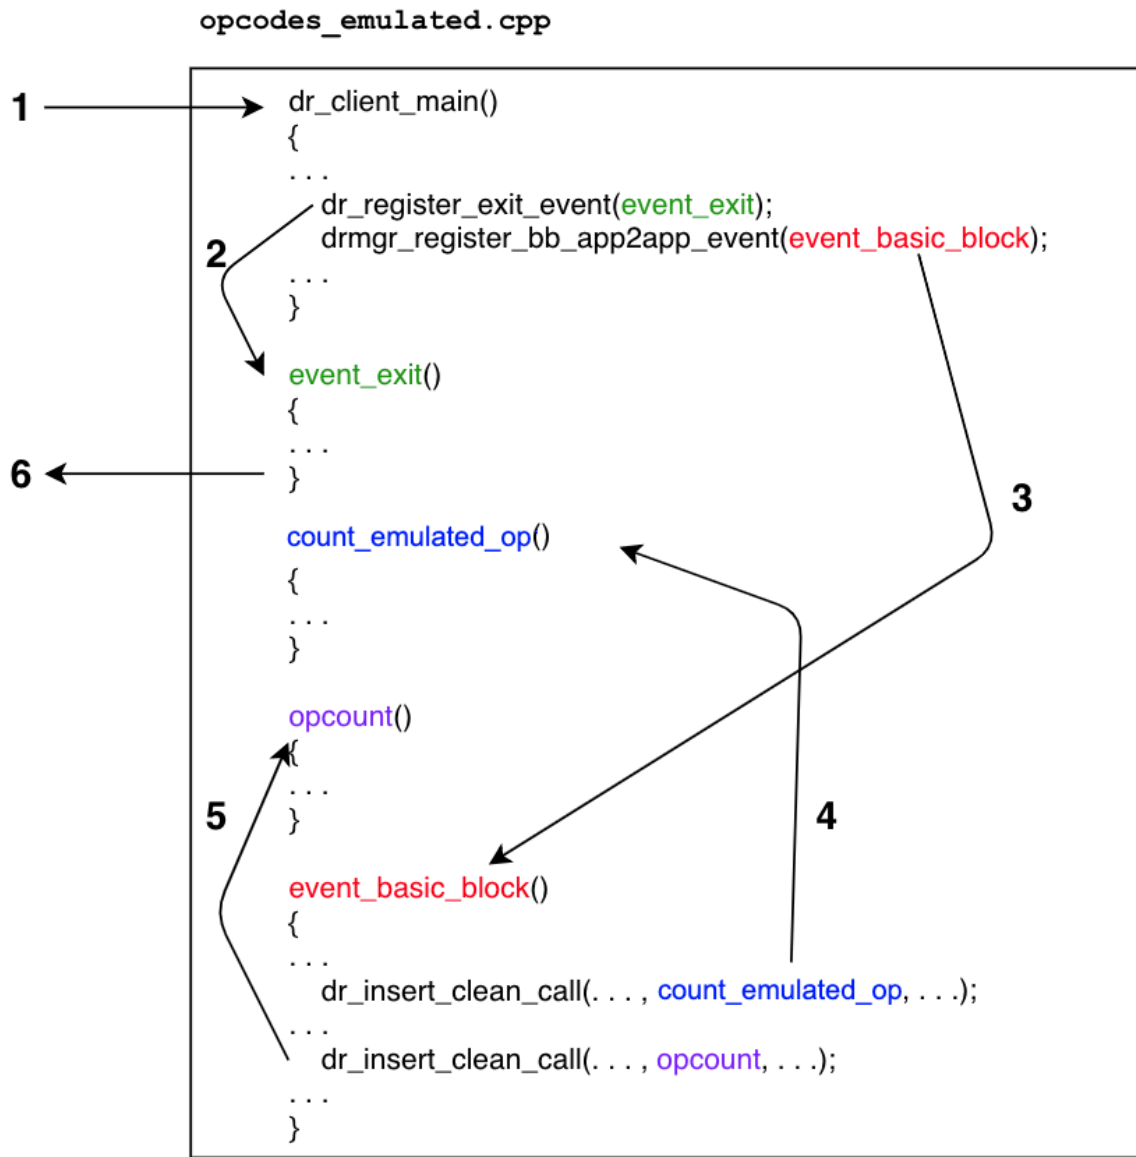 opcodes_emulated.cpp
1
dr_client_main()
{
. . .
dr_register_exit_event(event_exit);
drmgr_register_bb_app2app_event(event_basic_block);
2
. . .
}
event_exit()
{
. . .
6
}
3
count_emulated_op()
{
. . .
}
opcount()
{
. . .
5
4
}
event_basic_block()
{
. . .
dr_insert_clean_call(. . . , count_emulated_op, . . .);
. . .
dr_insert_clean_call(. . . , opcount, . . .);
. . .
}